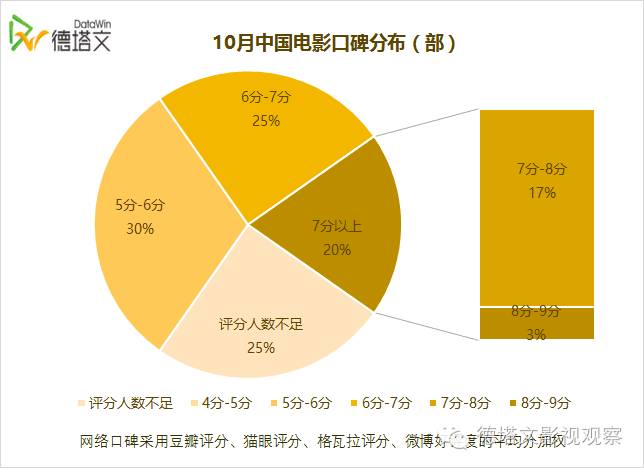 DataWin
德塔文
10月中国电影口碑分布（部）
6分-7分
25%
5分-6分
30%
7分以上
20%
评分人数不足
25%
7分-8分
17%
8分-9分
3%
评分人数不足 4分-5分 5分-6分 6分-7分 7分-8分 8分-9分
网络口碑采用豆瓣评分、猫眼评分、格瓦拉评分、微博好 度的平均分加权
德塔文影视观察